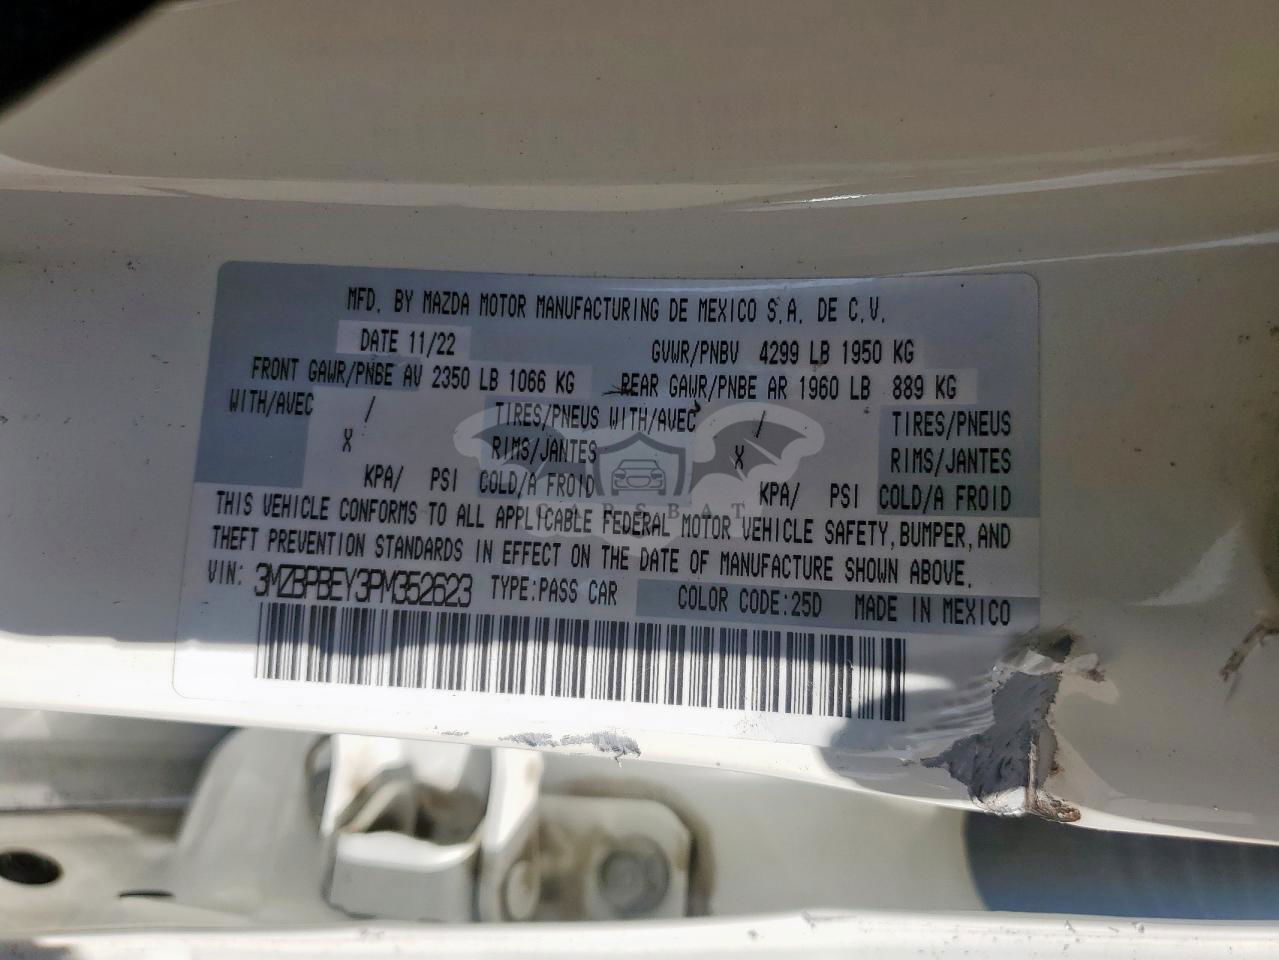 MFD. BY MAZDA MOTOR MANUFACTURING DE MEXICO S.A. DE C.V.
DATE 11/22 GVWR/PNBV 4299 LB 1950 KG
FRONT GAWR/PNBE AV 2350 LB 1066 KG REAR GAWR/PNBE AR 1960 LB 889 KG
WITH/AVEC / TIRES/PNEUS WITH/AVEC / TIRES/PNEUS
X RIMS/JANTES X RIMS/JANTES
KPA/ PSI COLD/A FROID KPA/ PSI COLD/A FROID
CARSBAT
THIS VEHICLE CONFORMS TO ALL APPLICABLE FEDERAL MOTOR VEHICLE SAFETY, BUMPER, AND
THEFT PREVENTION STANDARDS IN EFFECT ON THE DATE OF MANUFACTURE SHOWN ABOVE.
VIN: 3MZBPBEY3PM352623 TYPE:PASS CAR COLOR CODE:25D MADE IN MEXICO